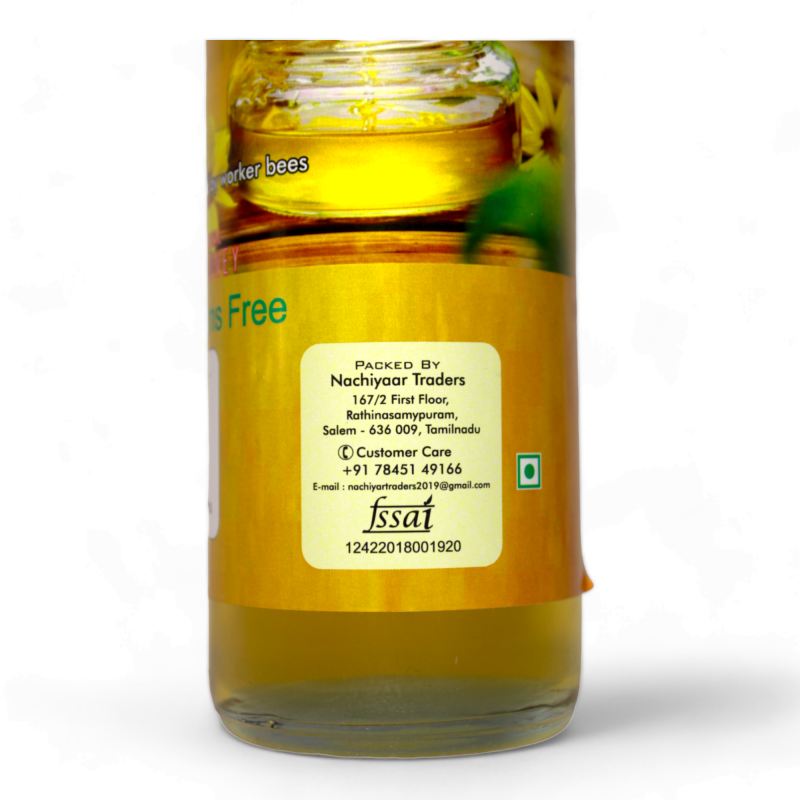 worker bees
Free
PACKED BY
Nachiyaar Traders
167/2 First Floor,
Rathinasamypuram,
Salem - 636 009, Tamilnadu
Customer Care
+91 78451 49166
E-mail : nachiyartraders2019@gmail.com
fssai
12422018001920